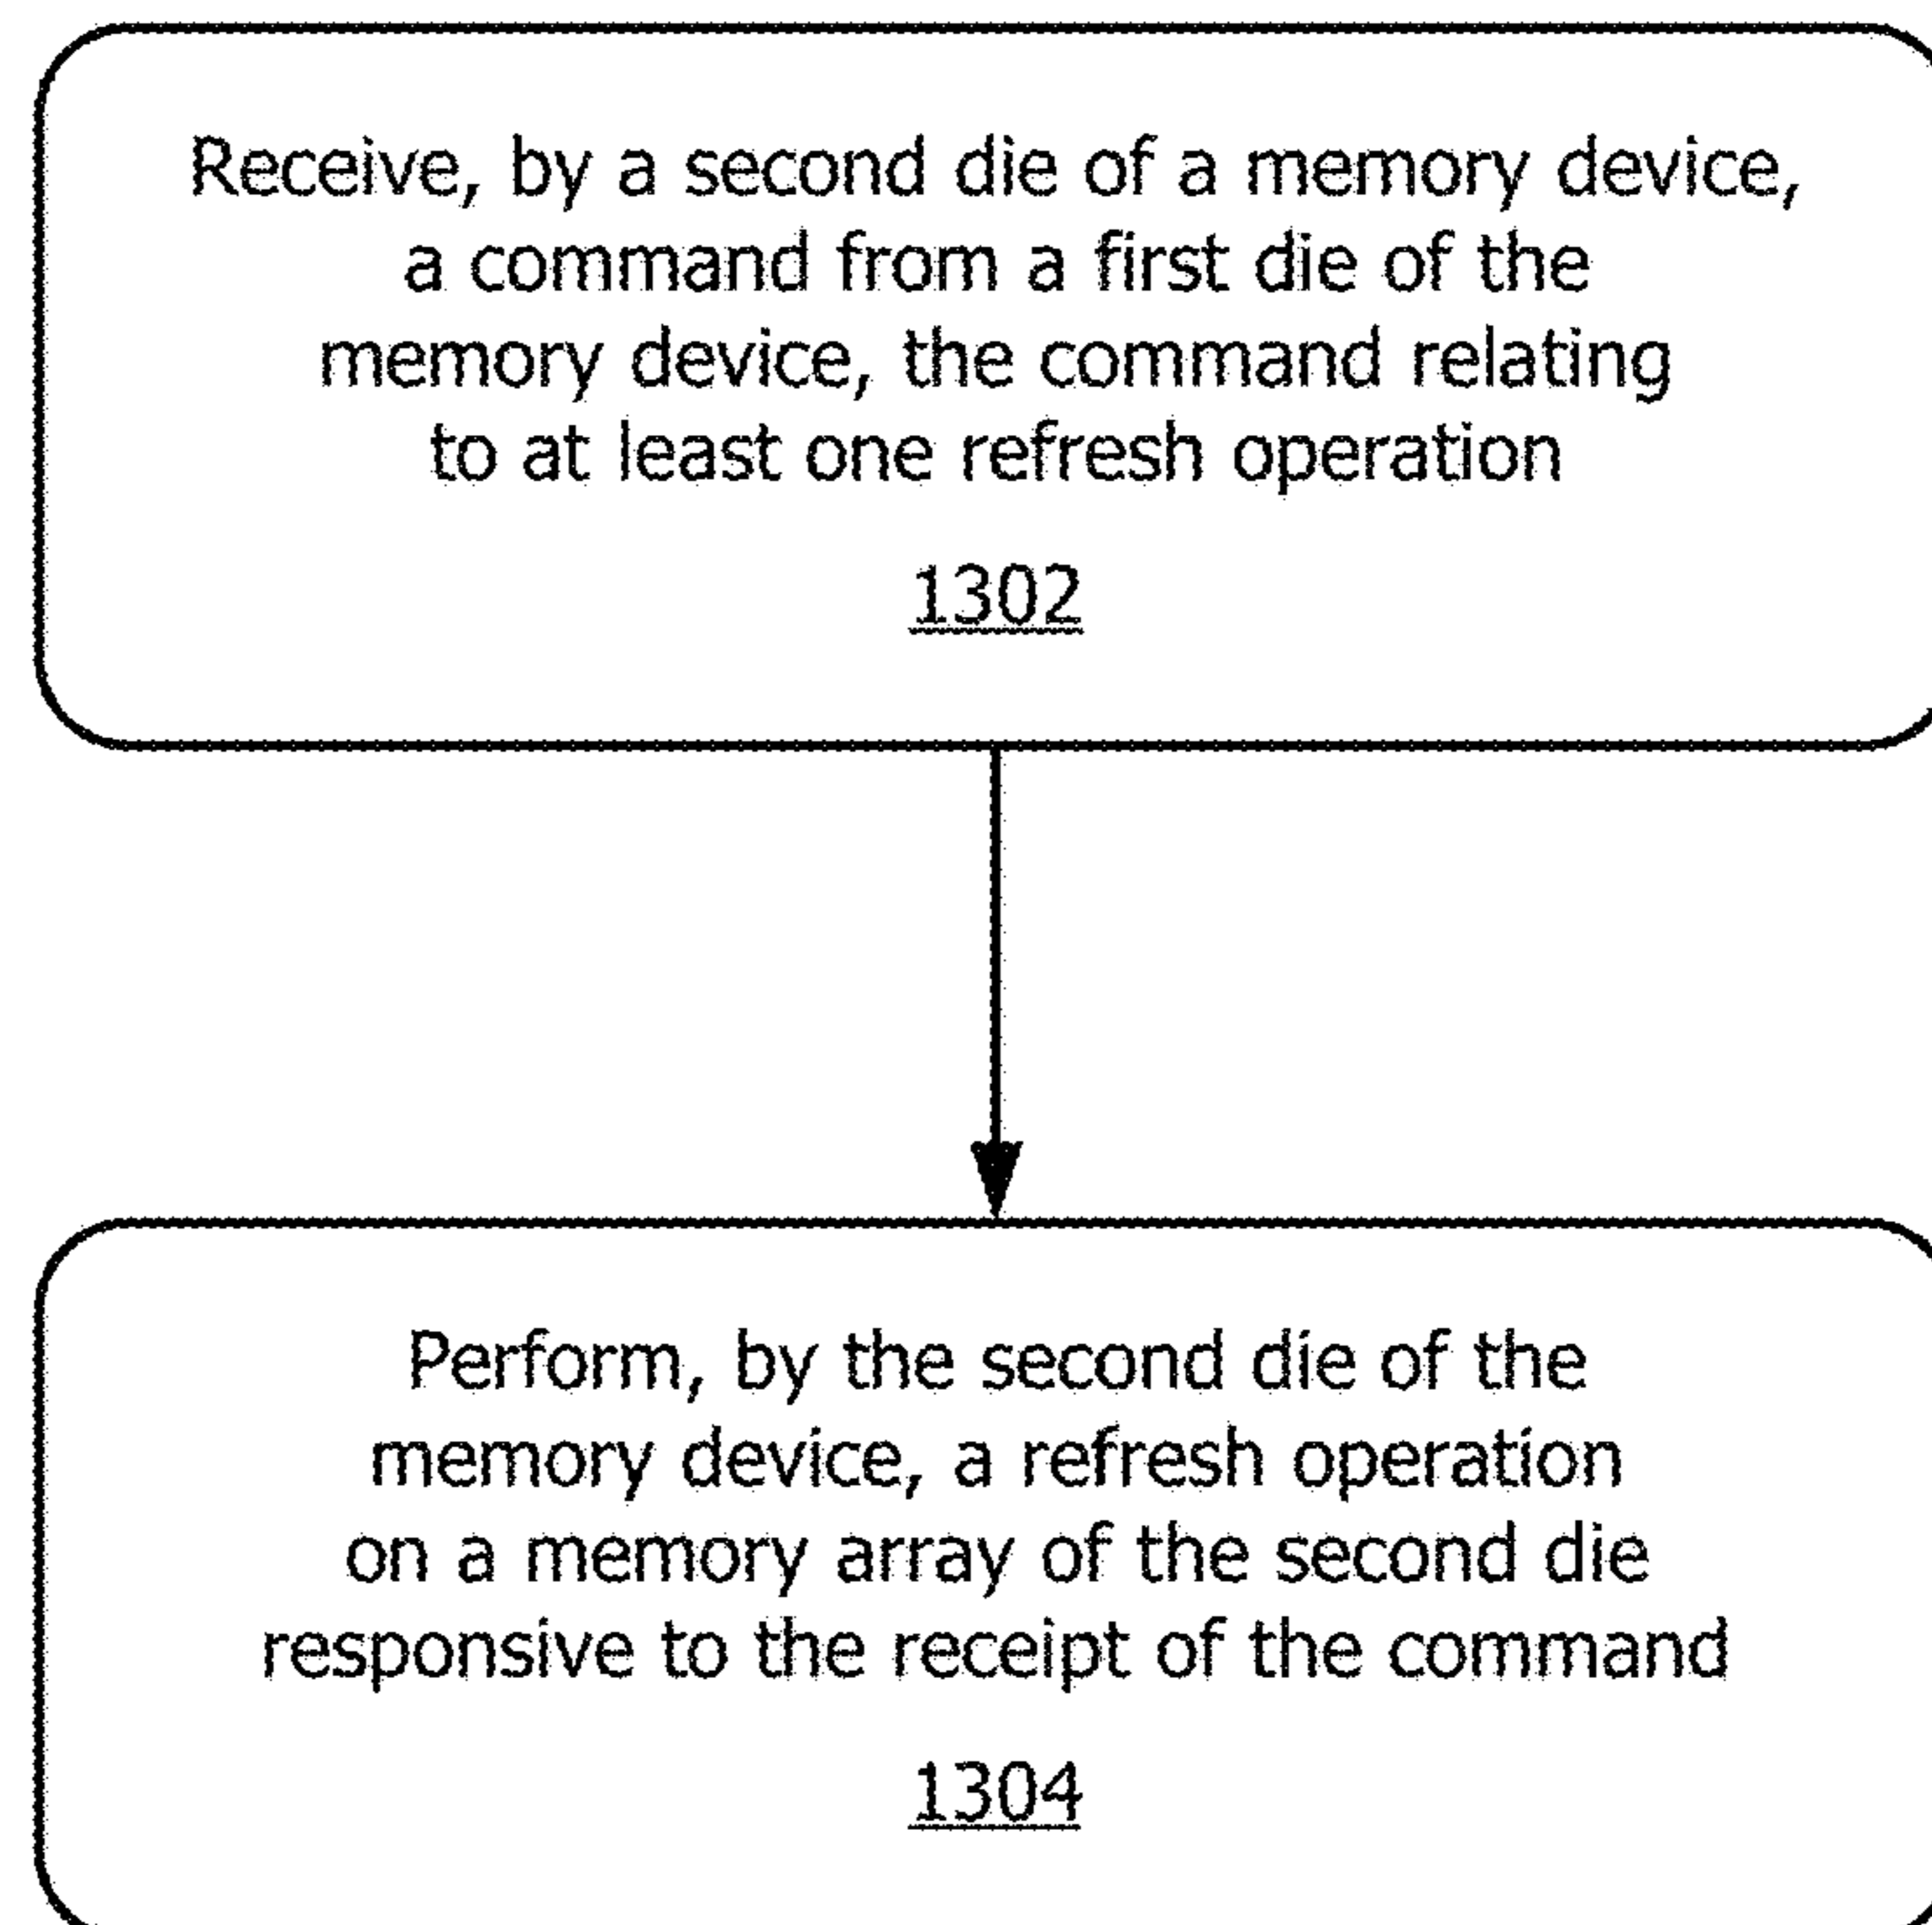 Receive, by a second die of a memory device,
a command from a first die of the
memory device, the command relating
to at least one refresh operation
1302
Perform, by the second die of the
memory device, a refresh operation
on a memory array of the second die
responsive to the receipt of the command
1304